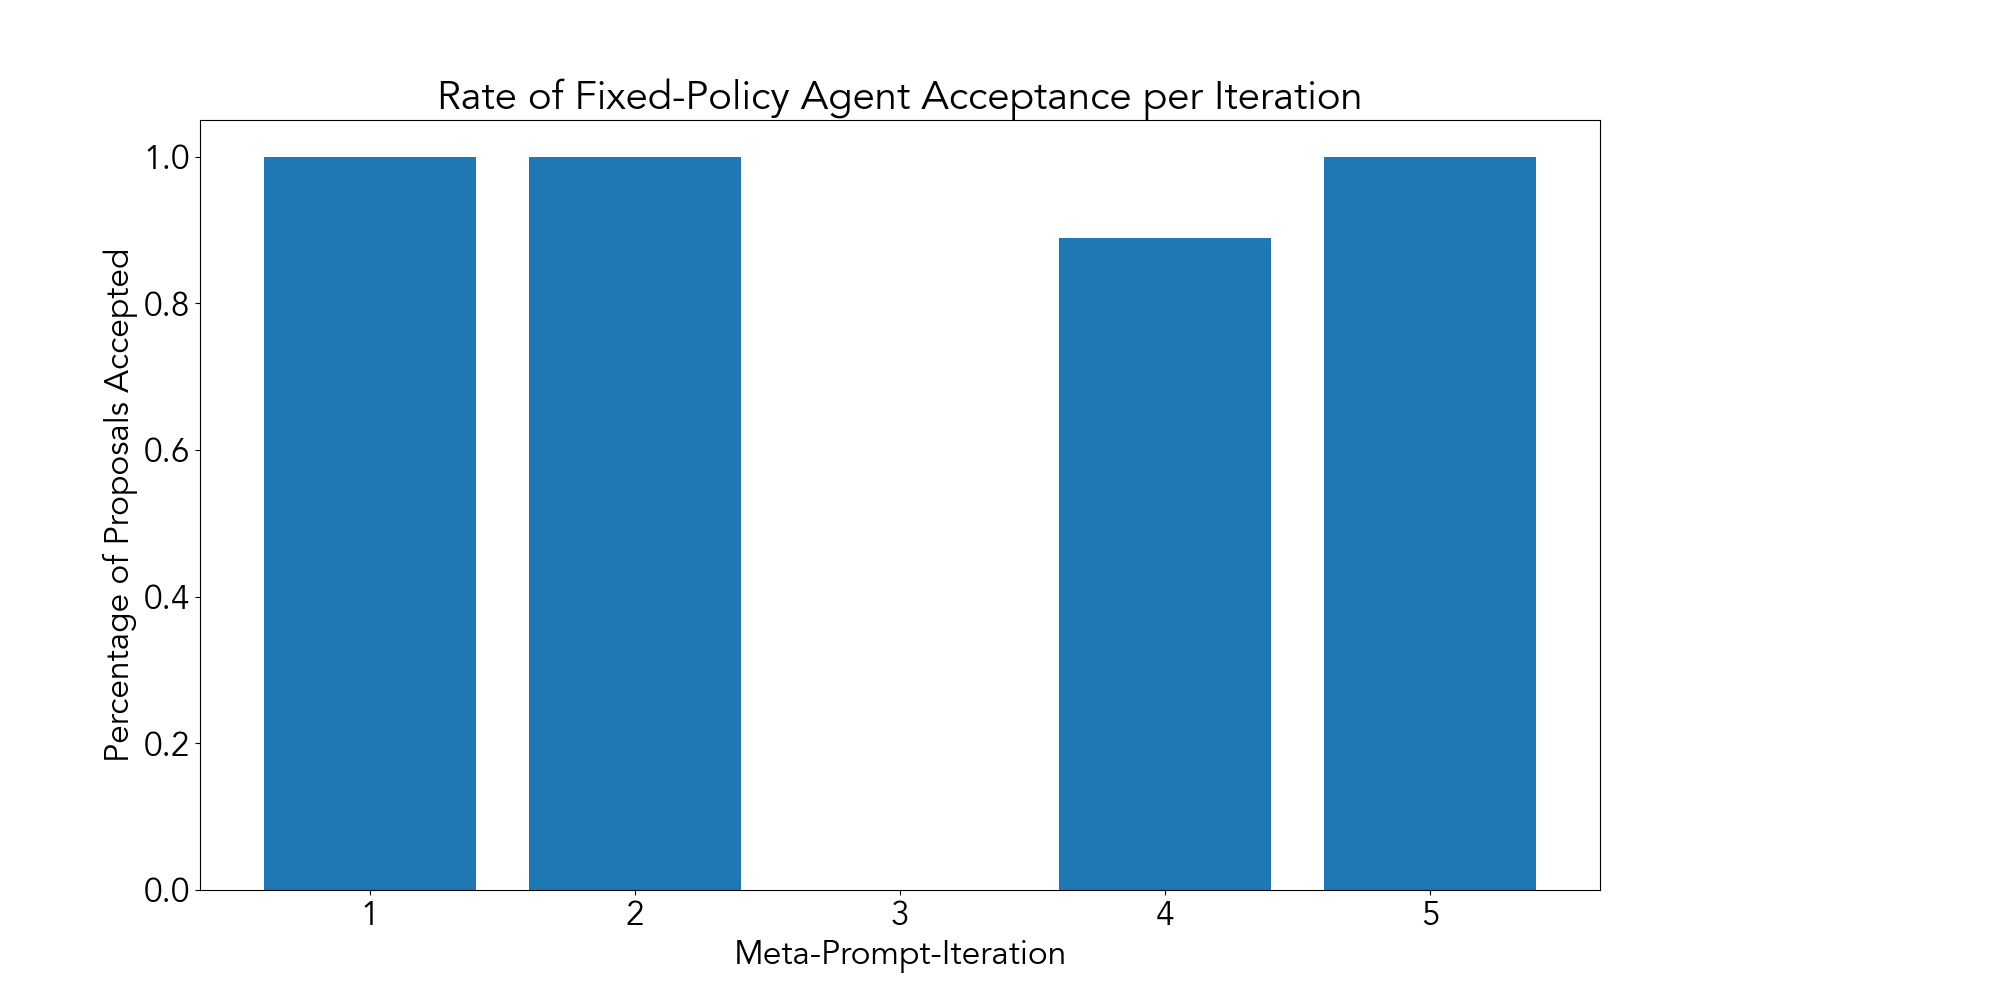 Rate of Fixed-Policy Agent Acceptance per Iteration
Percentage of Proposals Accepted
1.0
0.8
0.6
0.4
0.2
0.0
1 2 3 4 5
Meta-Prompt-Iteration